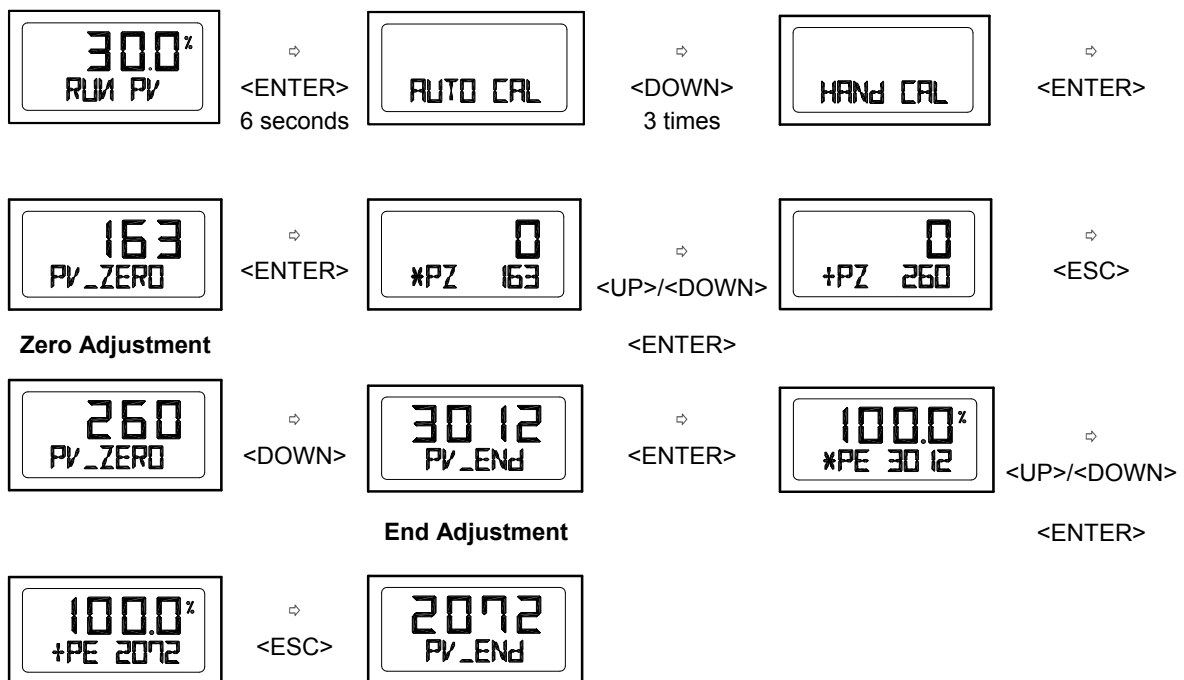 30.0%
RUN PV
⇨
<ENTER>
6 seconds
AUTO CAL
⇨
<DOWN>
3 times
HANd CAL
⇨
<ENTER>
163
PV_ZERO
⇨
<ENTER>
0
*PZ 163
⇨
<UP>/<DOWN>
<ENTER>
0
+PZ 260
⇨
<ESC>
Zero Adjustment
260
PV_ZERO
⇨
<DOWN>
3012
PV_ENd
⇨
<ENTER>
100.0%
*PE 3012
⇨
<UP>/<DOWN>
<ENTER>
End Adjustment
100.0%
+PE 2072
⇨
<ESC>
2072
PV_ENd